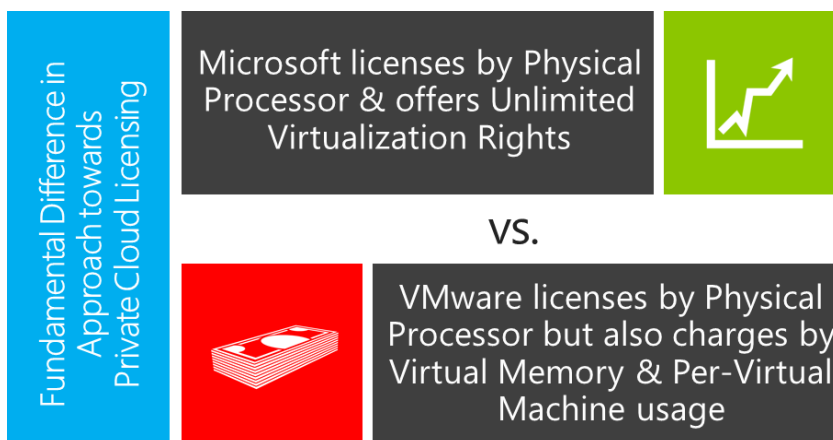 Fundamental Difference in
Approach towards
Private Cloud Licensing
Microsoft licenses by Physical
Processor & offers Unlimited
Virtualization Rights
vs.
VMware licenses by Physical
Processor but also charges by
Virtual Memory & Per-Virtual
Machine usage